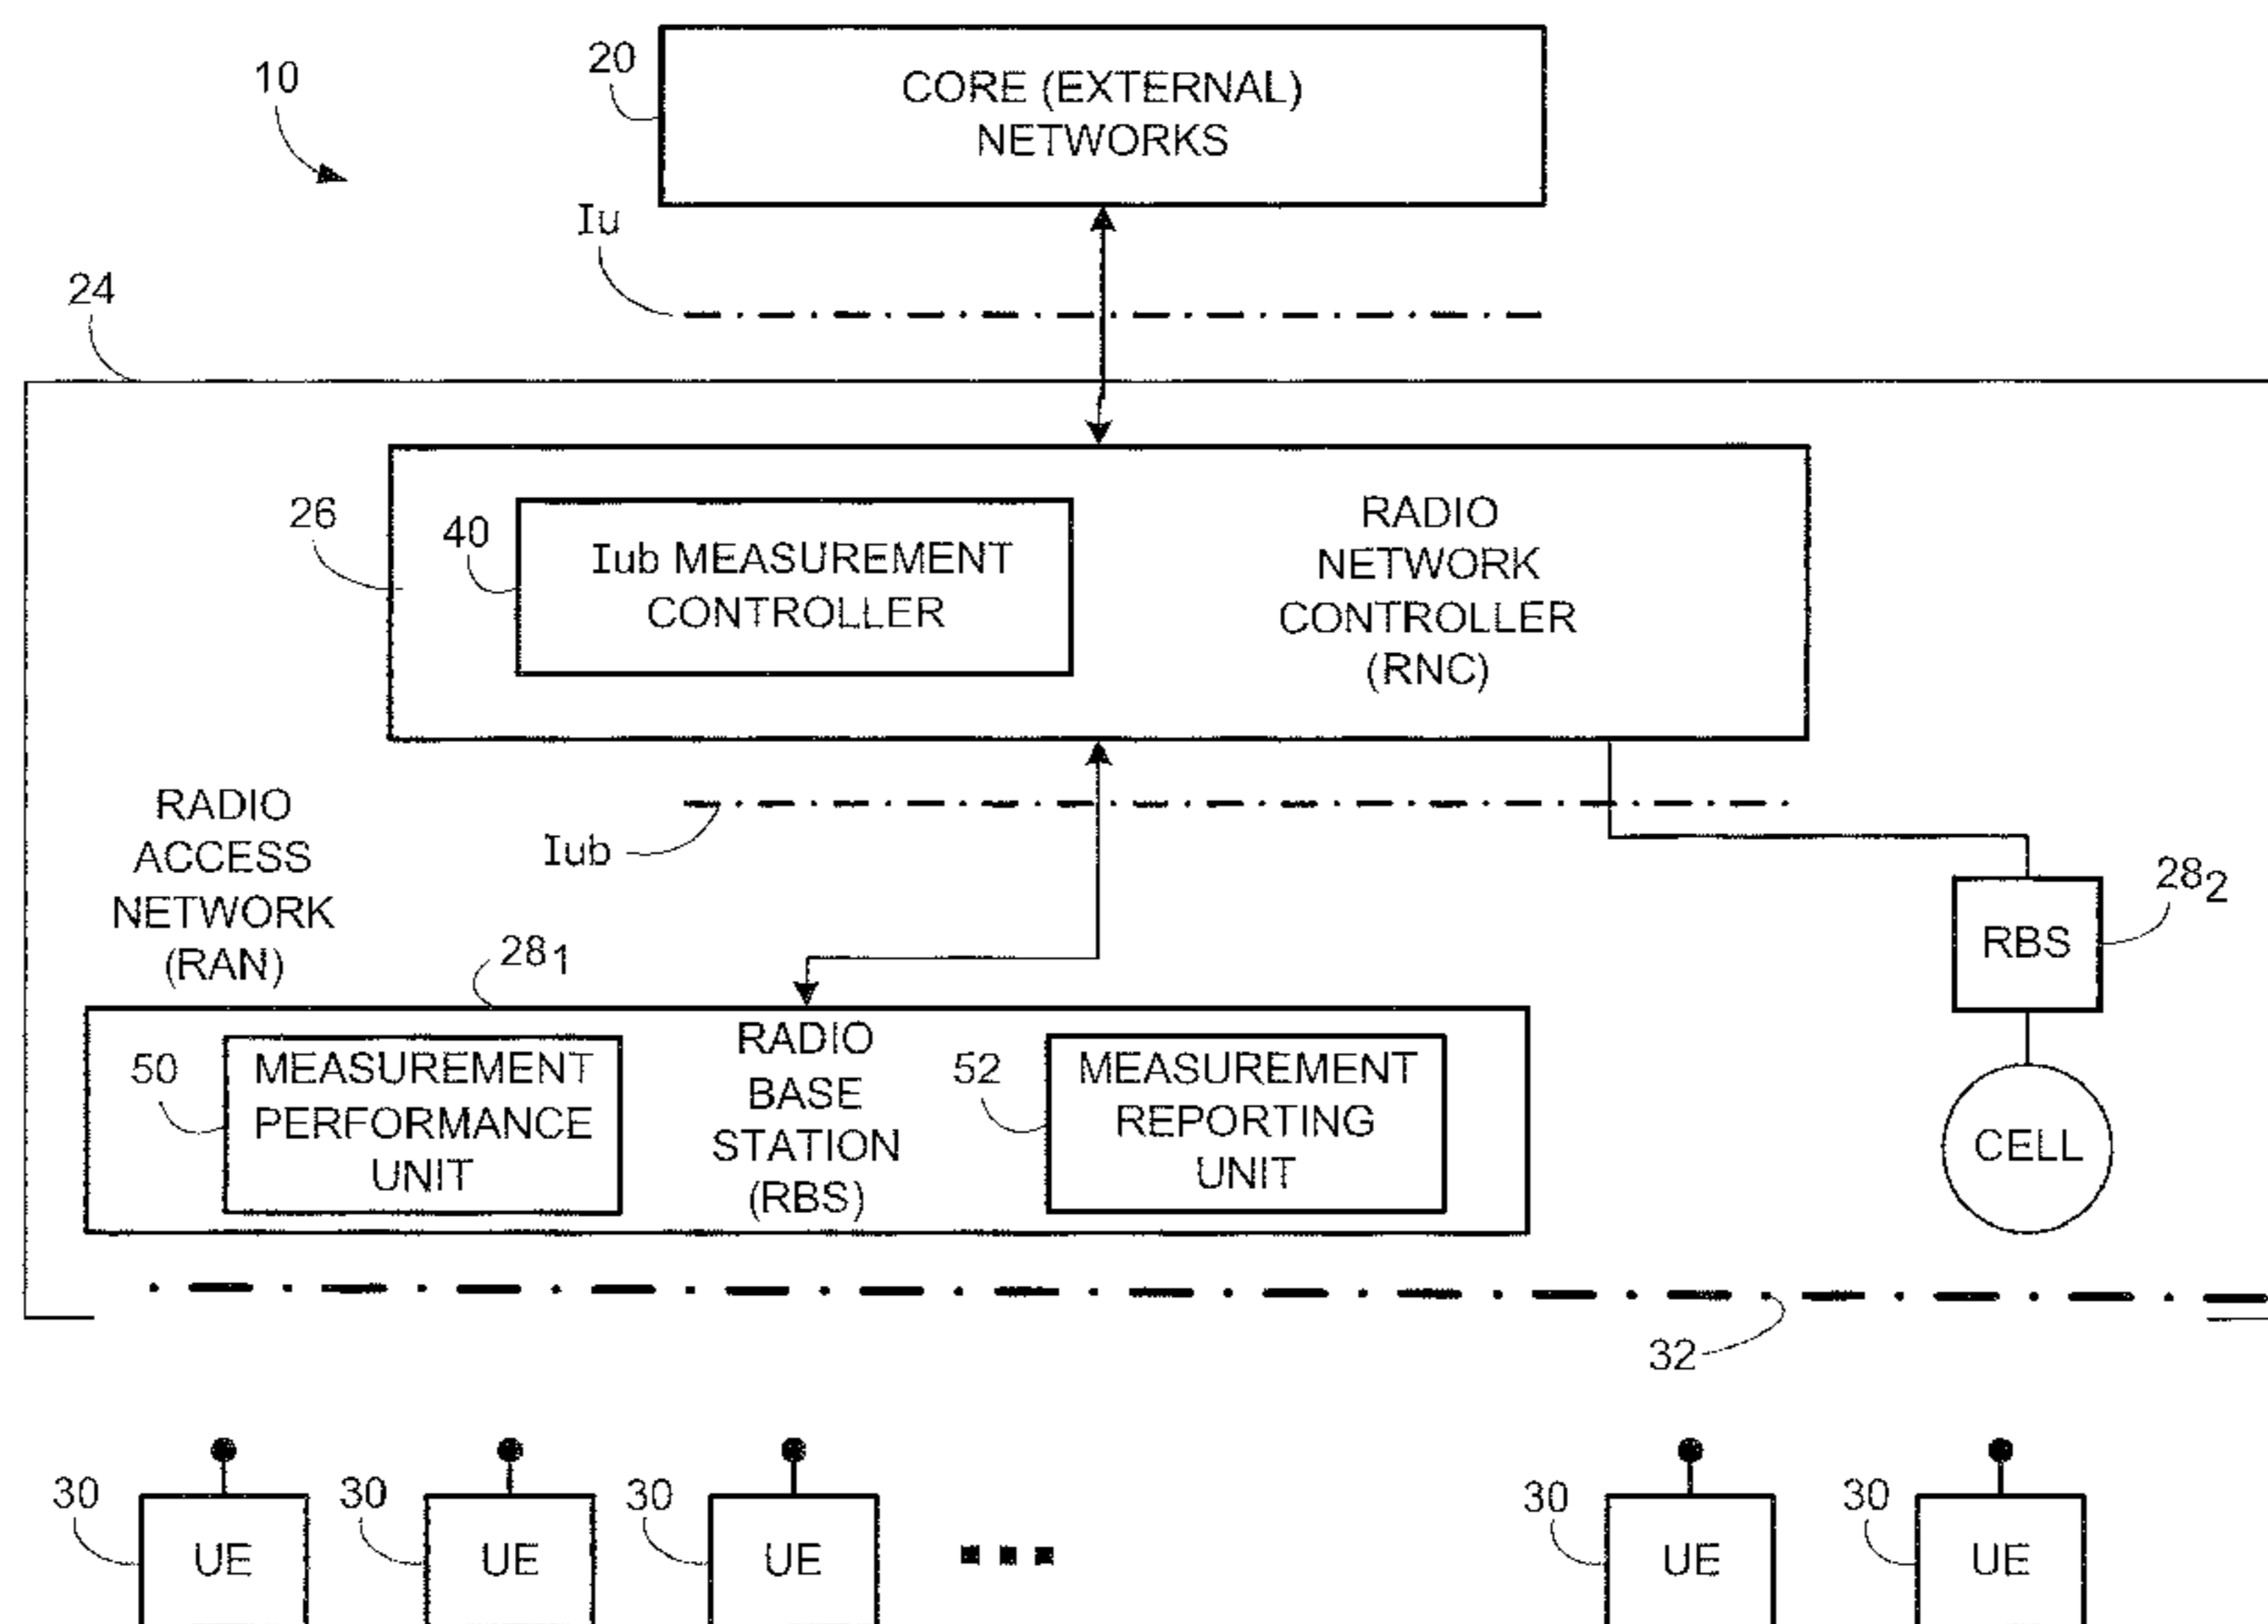 10
20
CORE (EXTERNAL)
NETWORKS
Iu
24
26
40
Iub MEASUREMENT
CONTROLLER
RADIO
NETWORK
CONTROLLER
(RNC)
RADIO
ACCESS
NETWORK
(RAN)
Iub
28₂
RBS
CELL
28₁
50
MEASUREMENT
PERFORMANCE
UNIT
RADIO
BASE
STATION
(RBS)
52
MEASUREMENT
REPORTING
UNIT
32
30
UE
30
UE
30
UE
30
UE
30
UE